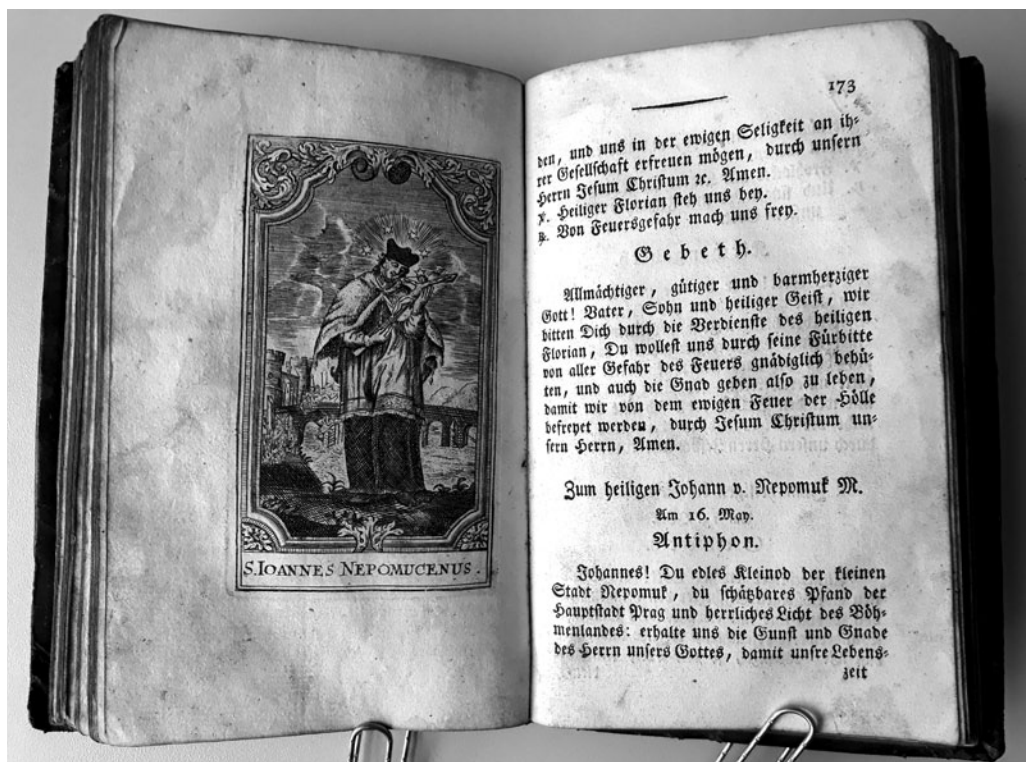 S. IOANNES NEPOMUCENUS.
173
den, und uns in der ewigen Seligkeit an ih-
rer Gesellschaft erfreuen mögen, durch unsern
Herrn Jesum Christum ꝛc. Amen.
℣. Heiliger Florian steh uns bey.
℟. Von Feuersgefahr mach uns frey.
Gebeth.
Allmächtiger, gütiger und barmherziger
Gott! Vater, Sohn und heiliger Geist, wir
bitten Dich durch die Verdienste des heiligen
Florian, Du wollest uns durch seine Fürbitte
von aller Gefahr des Feuers gnädiglich behü-
ten, und auch die Gnad geben also zu leben,
damit wir von dem ewigen Feuer der Hölle
befreyet werden, durch Jesum Christum un-
sern Herrn, Amen.
Zum heiligen Johann v. Nepomuk M.
Am 16. May.
Antiphon.
Johannes! Du edles Kleinod der kleinen
Stadt Nepomuk, du schätzbares Pfand der
Hauptstadt Prag und herrliches Licht des Böh-
menlandes: erhalte uns die Gunst und Gnade
des Herrn unsers Gottes, damit unsre Lebens-
zeit